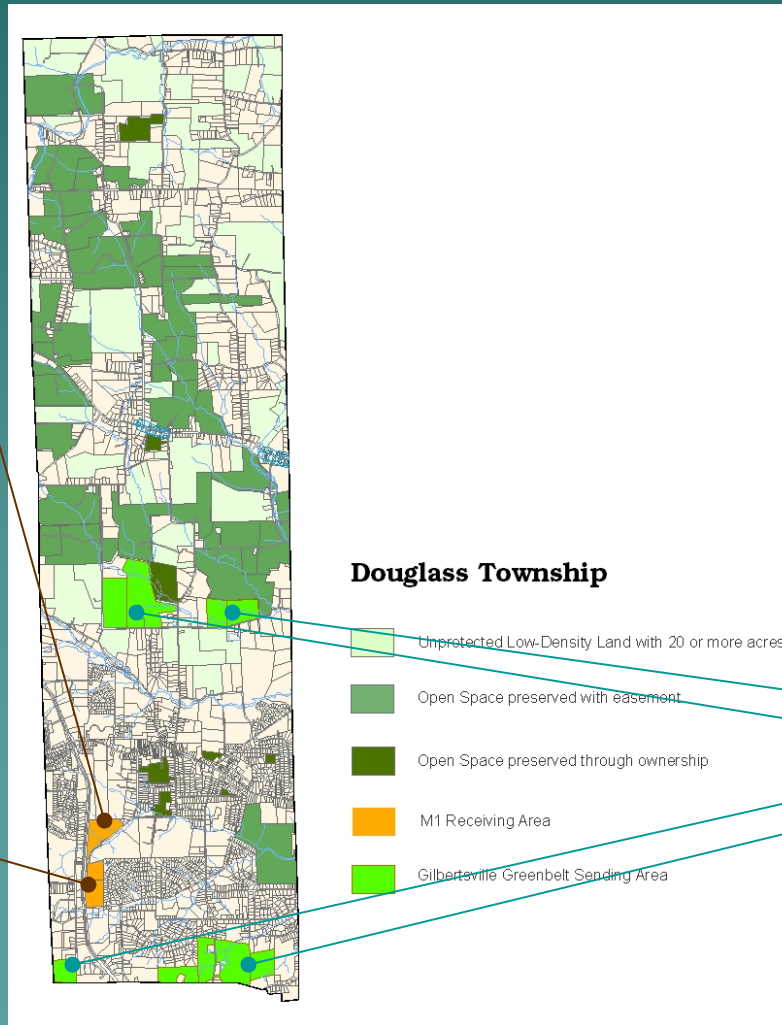 Douglass Township
Unprotected Low-Density Land with 20 or more acres
Open Space preserved with easement
Open Space preserved through ownership
M1 Receiving Area
Gilbertsville Greenbelt Sending Area